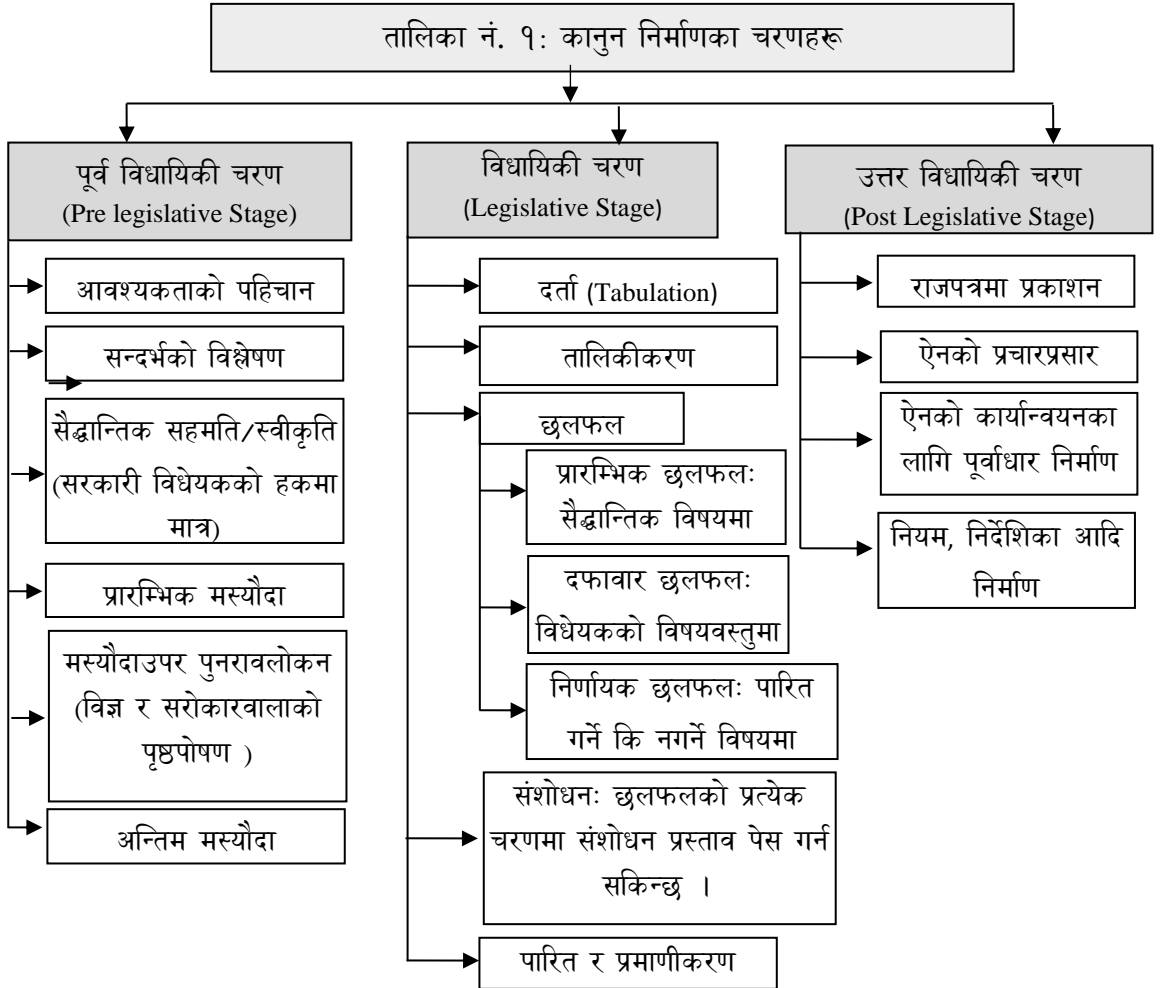 तालिका नं. १: कानुन निर्माणका चरणहरू
पूर्व विधायिकी चरण
(Pre legislative Stage)
आवश्यकताको पहिचान
सन्दर्भको विश्लेषण
सैद्धान्तिक सहमति/स्वीकृति
(सरकारी विधेयकको हकमा
मात्र)
प्रारम्भिक मस्यौदा
मस्यौदाउपर पुनरावलोकन
(विज्ञ र सरोकारवालाको
पृष्ठपोषण )
अन्तिम मस्यौदा
विधायिकी चरण
(Legislative Stage)
दर्ता (Tabulation)
तालिकीकरण
छलफल
प्रारम्भिक छलफलः
सैद्धान्तिक विषयमा
दफावार छलफलः
विधेयकको विषयवस्तुमा
निर्णायक छलफलः पारित
गर्ने कि नगर्ने विषयमा
संशोधनः छलफलको प्रत्येक
चरणमा संशोधन प्रस्ताव पेस गर्न
सकिन्छ ।
पारित र प्रमाणीकरण
उत्तर विधायिकी चरण
(Post Legislative Stage)
राजपत्रमा प्रकाशन
ऐनको प्रचारप्रसार
ऐनको कार्यान्वयनका
लागि पूर्वाधार निर्माण
नियम, निर्देशिका आदि
निर्माण